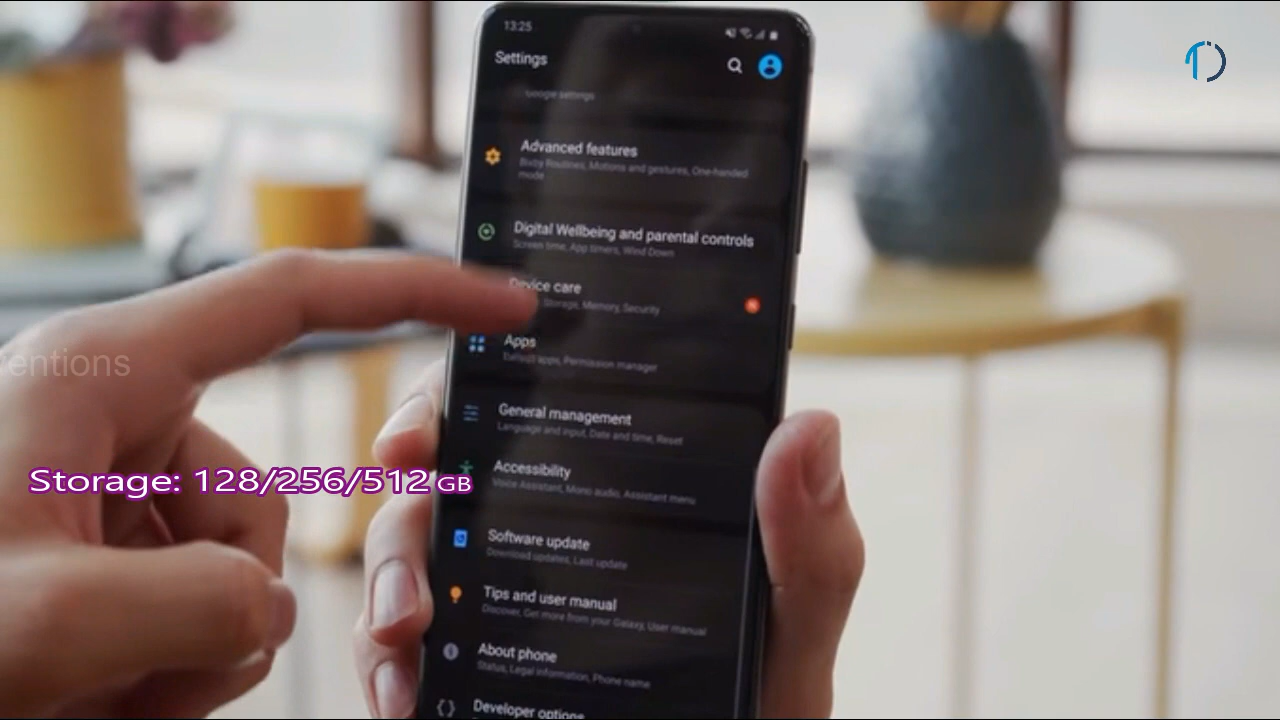 13:25
Settings
Google settings
Advanced features
Bixby Routines, Motions and gestures, One-handed
mode
Digital Wellbeing and parental controls
Screen time, App timers, Wind Down
Device care
Storage, Memory, Security
N
Apps
Default apps, Permission manager
entions
General management
Language and input, Date and time, Reset
Accessibility
Voice Assistant, Mono audio, Assistant menu
Storage: 128/256/512 GB
Software update
Download updates, Last update
Tips and user manual
Discover, Get more from your Galaxy, User manual
About phone
Status, Legal information, Phone name
Developer options